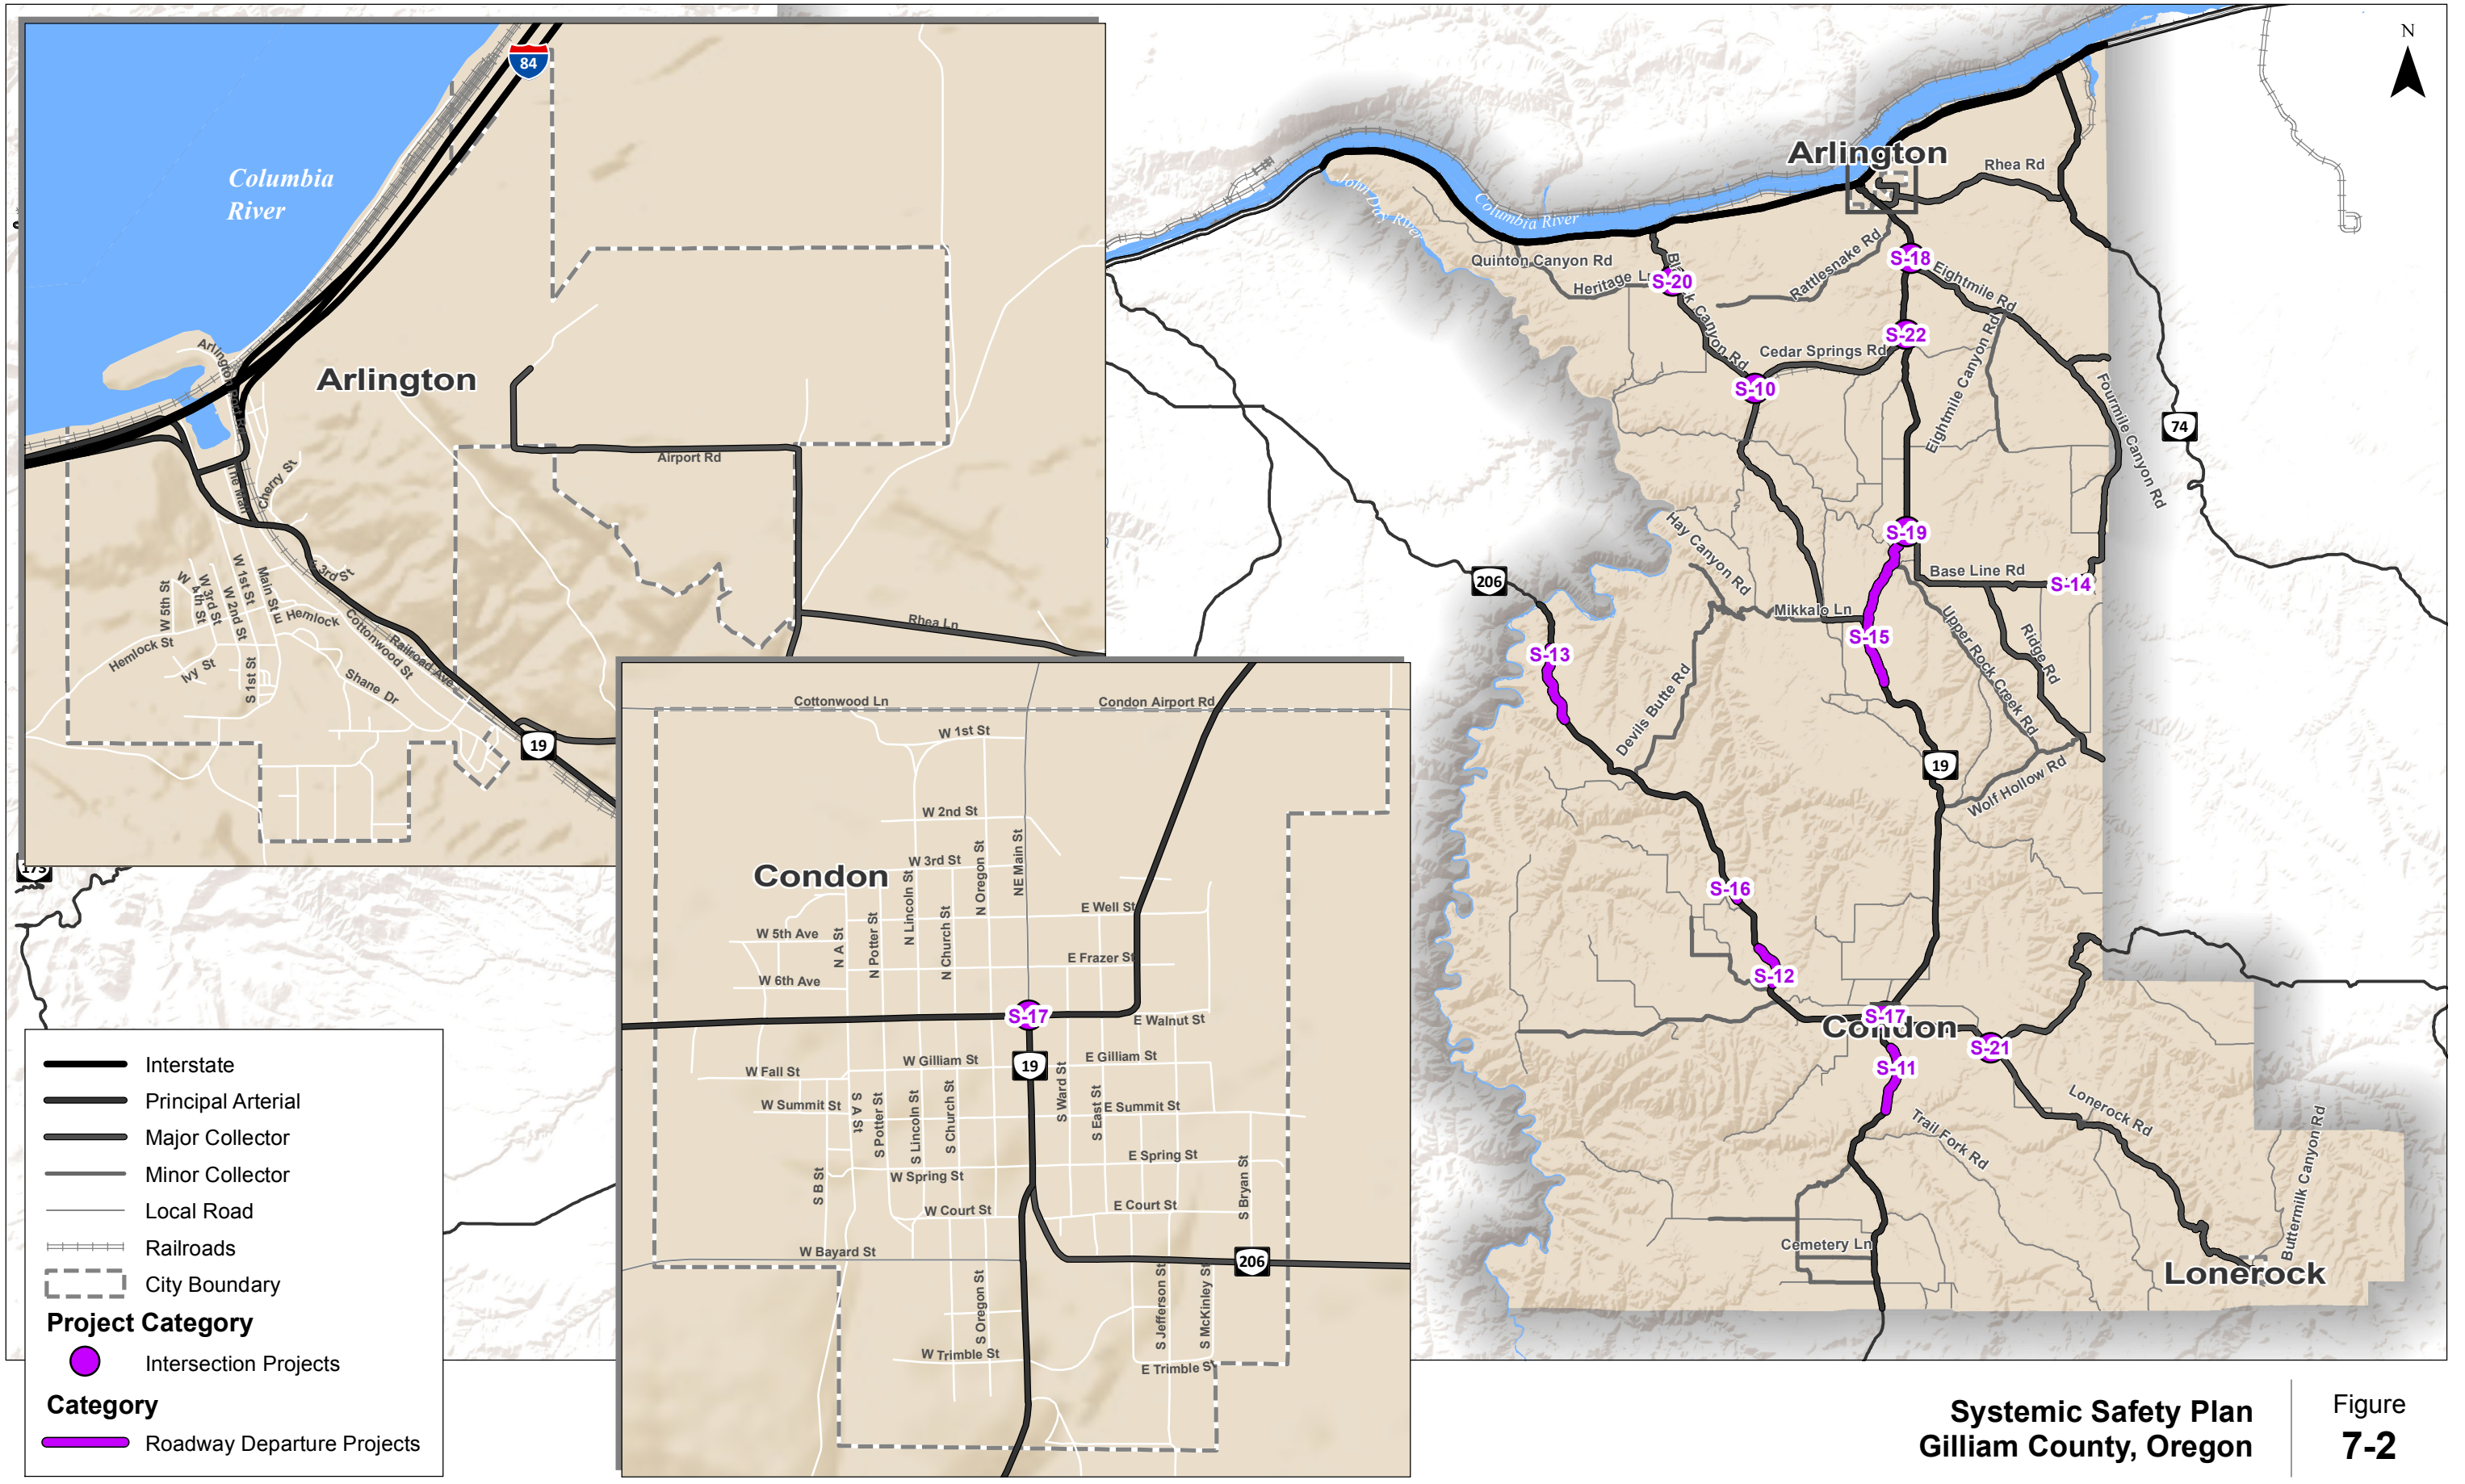 84
Columbia
River
Arlington
Cherry St
Airport Rd
Rhea Ln
W 5th St
W 4th St
W 3rd St
W 2nd St
W 1st St
Main St
E Hemlock
3rd St
Cottonwood St
Railroad Ave
Hemlock St
Ivy St
S 1st St
Shane Dr
19
Cottonwood Ln
Condon Airport Rd
W 1st St
W 2nd St
W 3rd St
Condon
N Lincoln St
N Oregon St
NE Main St
E Well St
W 5th Ave
N A St
N Potter St
N Church St
E Frazer St
W 6th Ave
S-17
E Walnut St
W Gilliam St
19
E Gilliam St
W Fall St
S Ward St
S East St
W Summit St
E Summit St
S A St
S Potter St
S Lincoln St
S Church St
E Spring St
W Spring St
S B St
S Bryan St
W Court St
E Court St
W Bayard St
206
S Oregon St
S Jefferson St
S McKinley St
W Trimble St
E Trimble St
N
Arlington
Rhea Rd
John Day River
Columbia River
Quinton Canyon Rd
Heritage Ln
S-20
Rattlesnake Rd
S-18
Eightmile Rd
S-22
Cedar Springs Rd
S-10
Eightmile Canyon Rd
Fourmile Canyon Rd
74
Hay Canyon Rd
S-19
Base Line Rd
S-14
206
Mikkalo Ln
S-15
S-13
Upper Rock Creek Rd
Ridge Rd
Devils Butte Rd
19
Wolf Hollow Rd
S-16
S-12
S-17
Condon
S-21
S-11
Lonerock Rd
Trail Fork Rd
Buttermilk Canyon Rd
Cemetery Ln
Lonerock
Interstate
Principal Arterial
Major Collector
Minor Collector
Local Road
Railroads
City Boundary
Project Category
Intersection Projects
Category
Roadway Departure Projects
Systemic Safety Plan
Gilliam County, Oregon
Figure
7-2